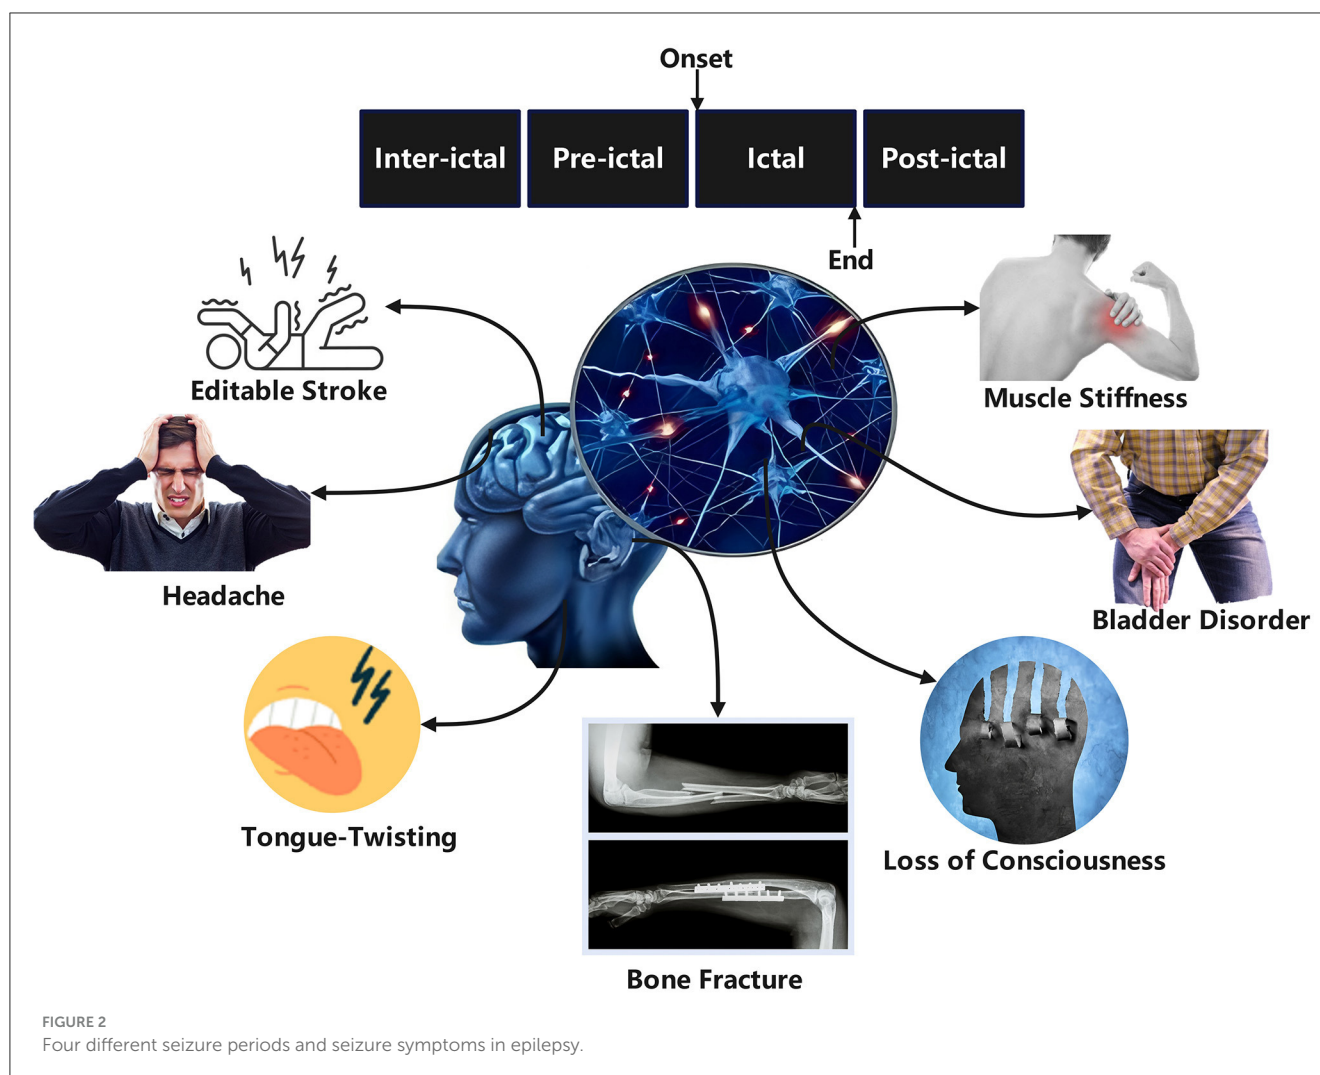 Onset
Inter-ictal
Pre-ictal
Ictal
Post-ictal
End
Editable Stroke
Muscle Stiffness
Headache
Bladder Disorder
Tongue-Twisting
Loss of Consciousness
Bone Fracture
FIGURE 2
Four different seizure periods and seizure symptoms in epilepsy.